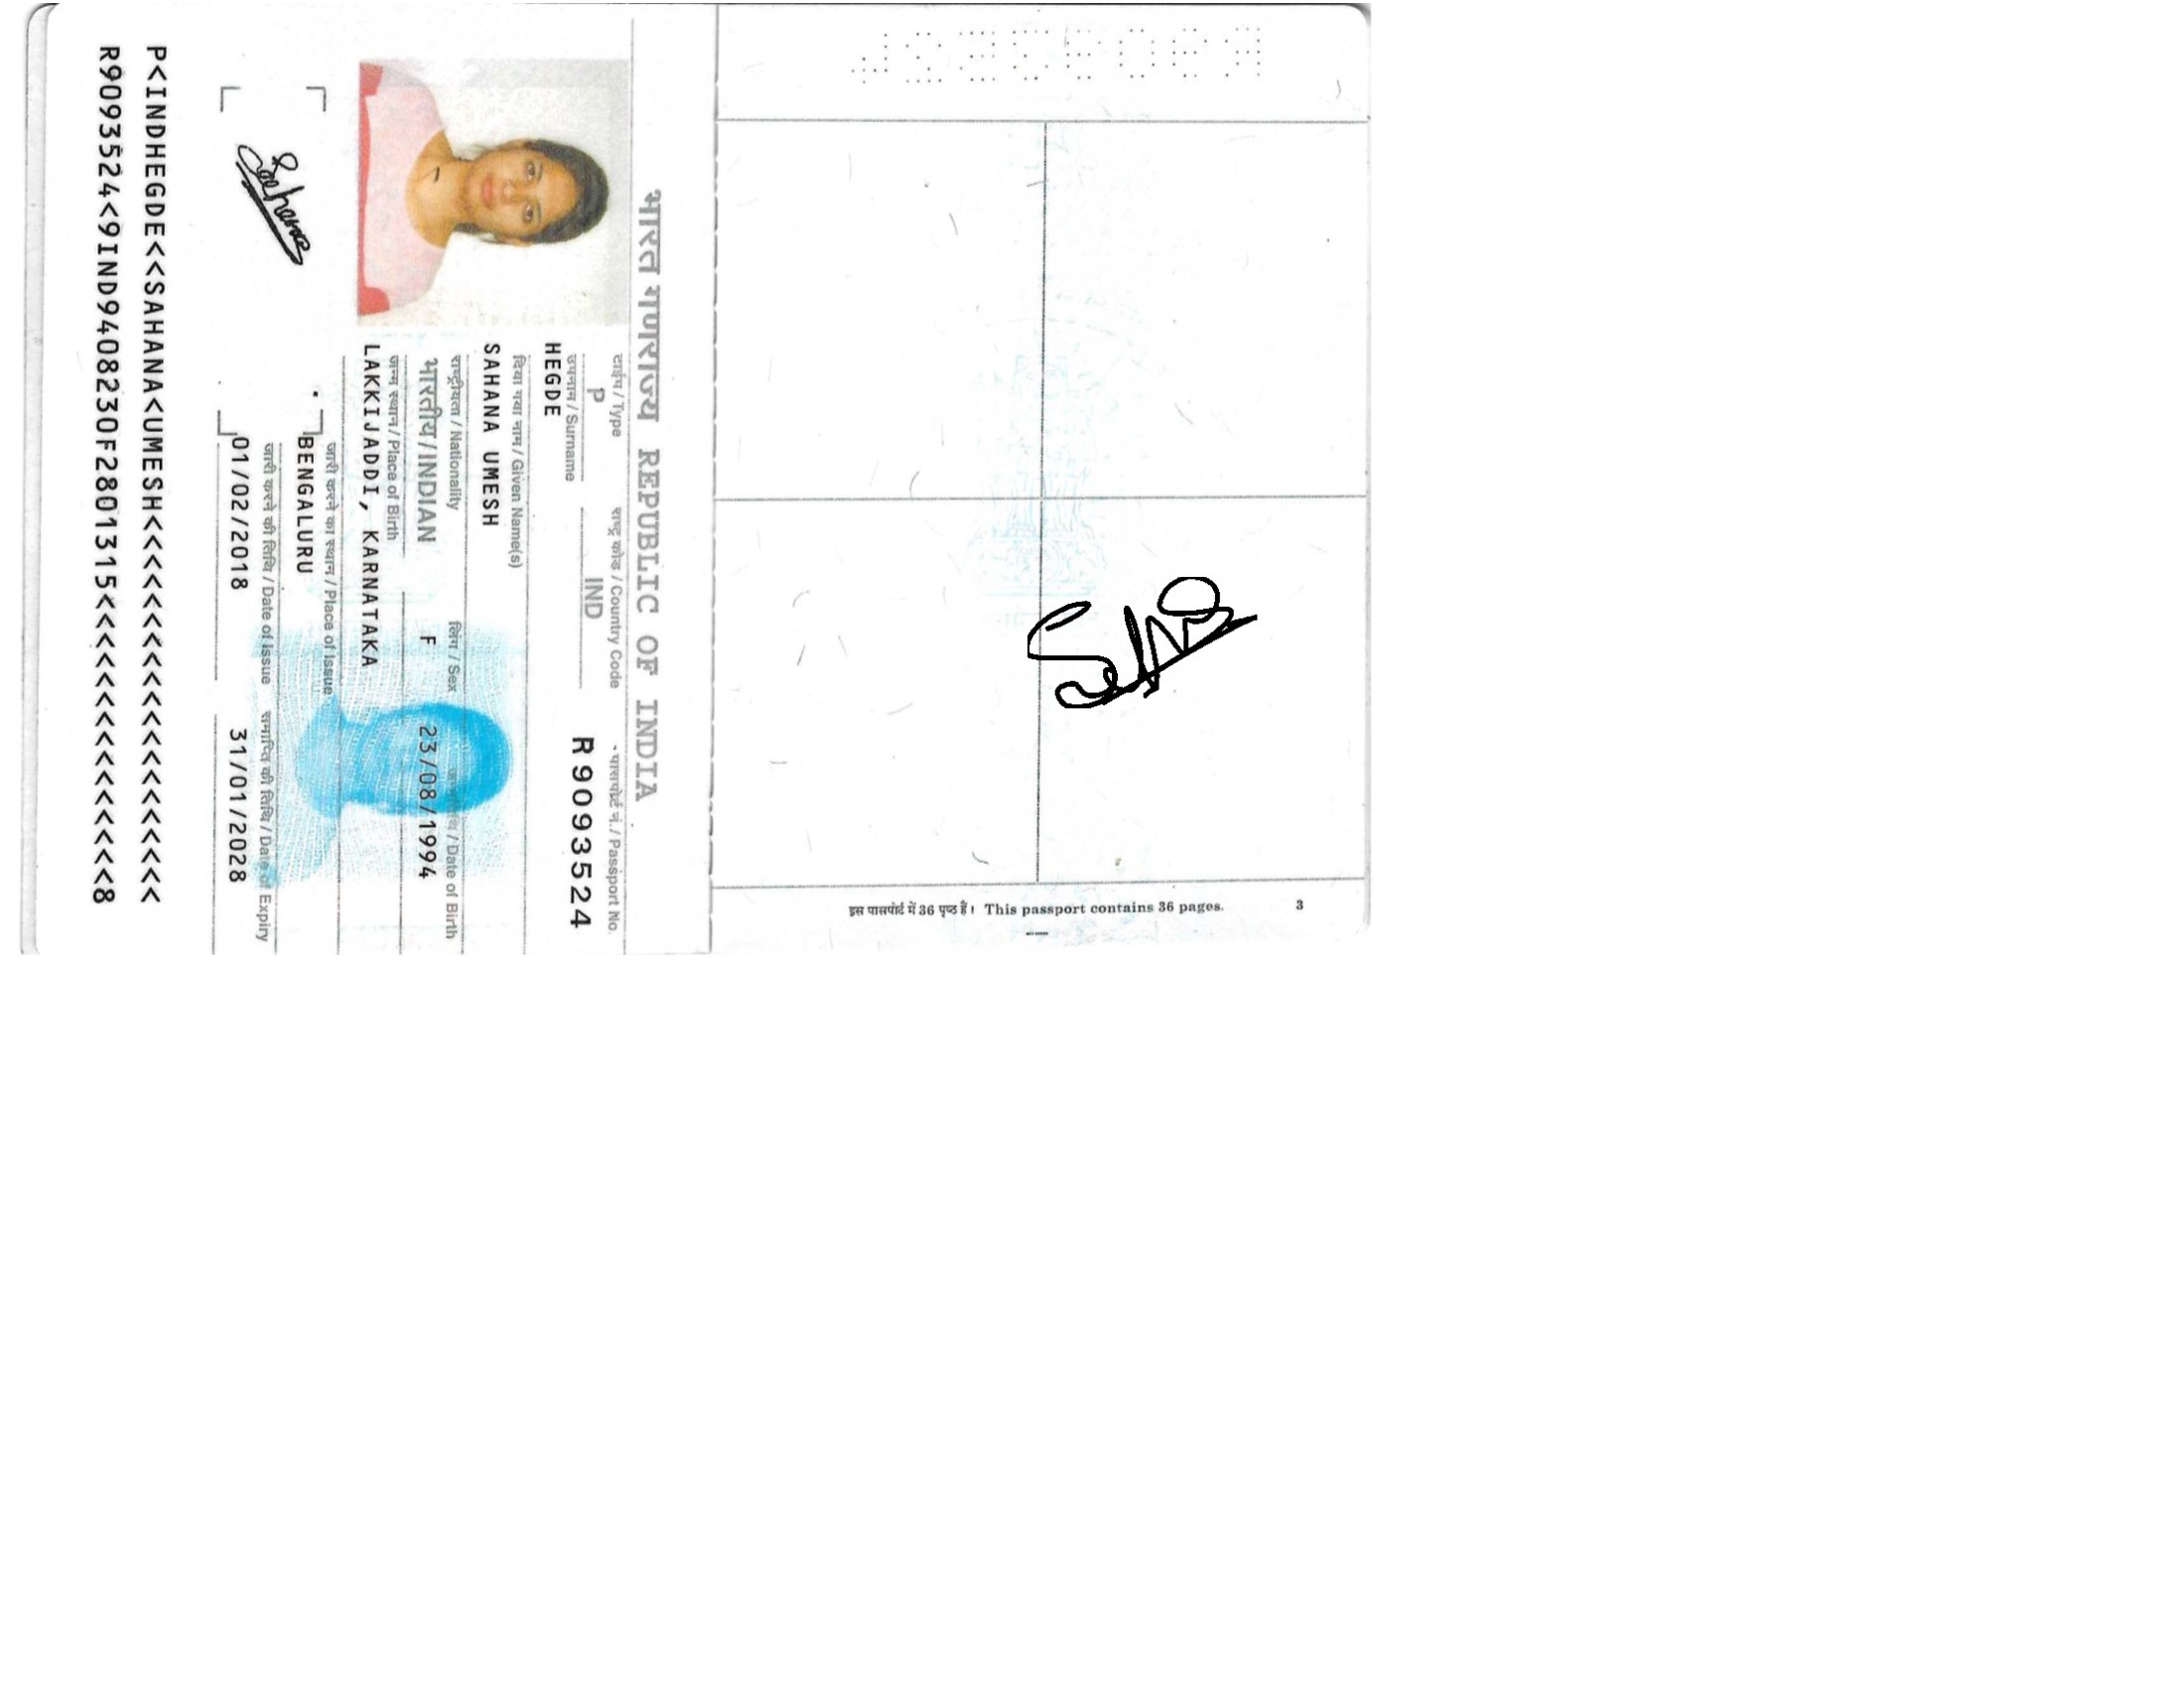 भारत गणराज्य REPUBLIC OF INDIA
टाईप / Type
राष्ट्र कोड / Country Code
पासपोर्ट नं. / Passport No.
P
IND
R9093524
उपनाम / Surname
HEGDE
दिया गया नाम / Given Name(s)
SAHANA UMESH
राष्ट्रीयता / Nationality
लिंग / Sex
/ Date of Birth
भारतीय / INDIAN
F
23/08/1994
जन्म स्थान / Place of Birth
LAKKIJADDI, KARNATAKA
जारी करने का स्थान / Place of Issue
BENGALURU
जारी करने की तिथि / Date of Issue
समाप्ति की तिथि / Date of Expiry
01/02/2018
31/01/2028
Sahana
P<INDHEGDE<<SAHANA<UMESH<<<<<<<<<<<<<<<<<<<<
R9093524<9IND9408230F2801315<<<<<<<<<<<<<<<8
इस पासपोर्ट में 36 पृष्ठ हैं। This passport contains 36 pages.
3